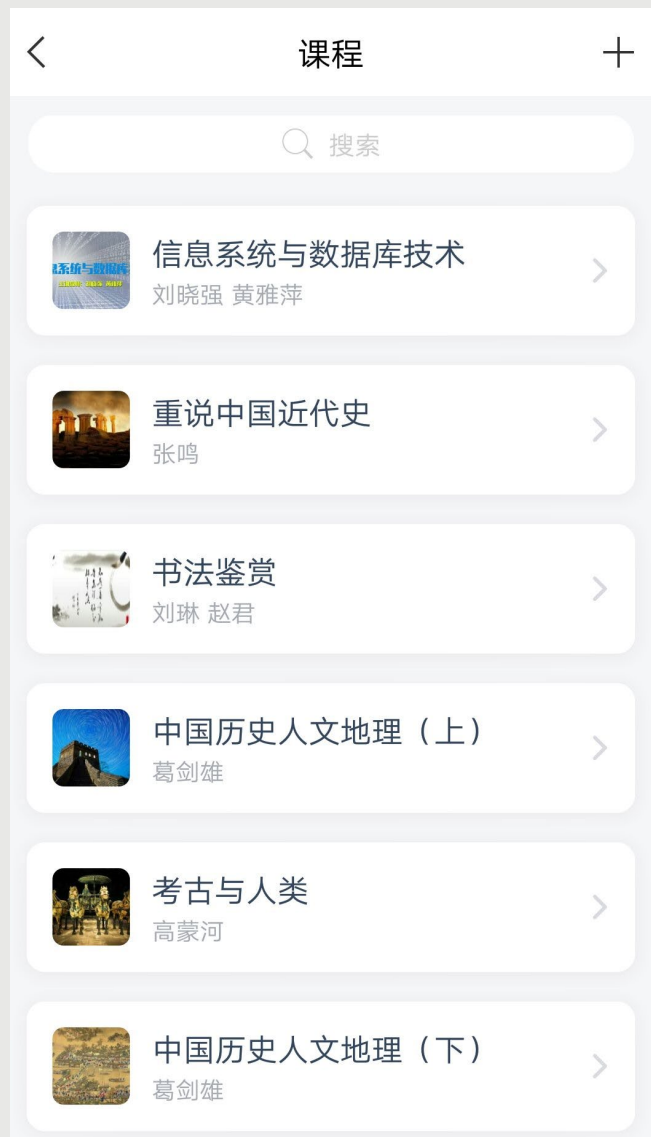 课程
搜索
信息系统与数据库技术
刘晓强 黄雅萍
重说中国近代史
张鸣
书法鉴赏
刘琳 赵君
中国历史人文地理（上）
葛剑雄
考古与人类
高蒙河
中国历史人文地理（下）
葛剑雄